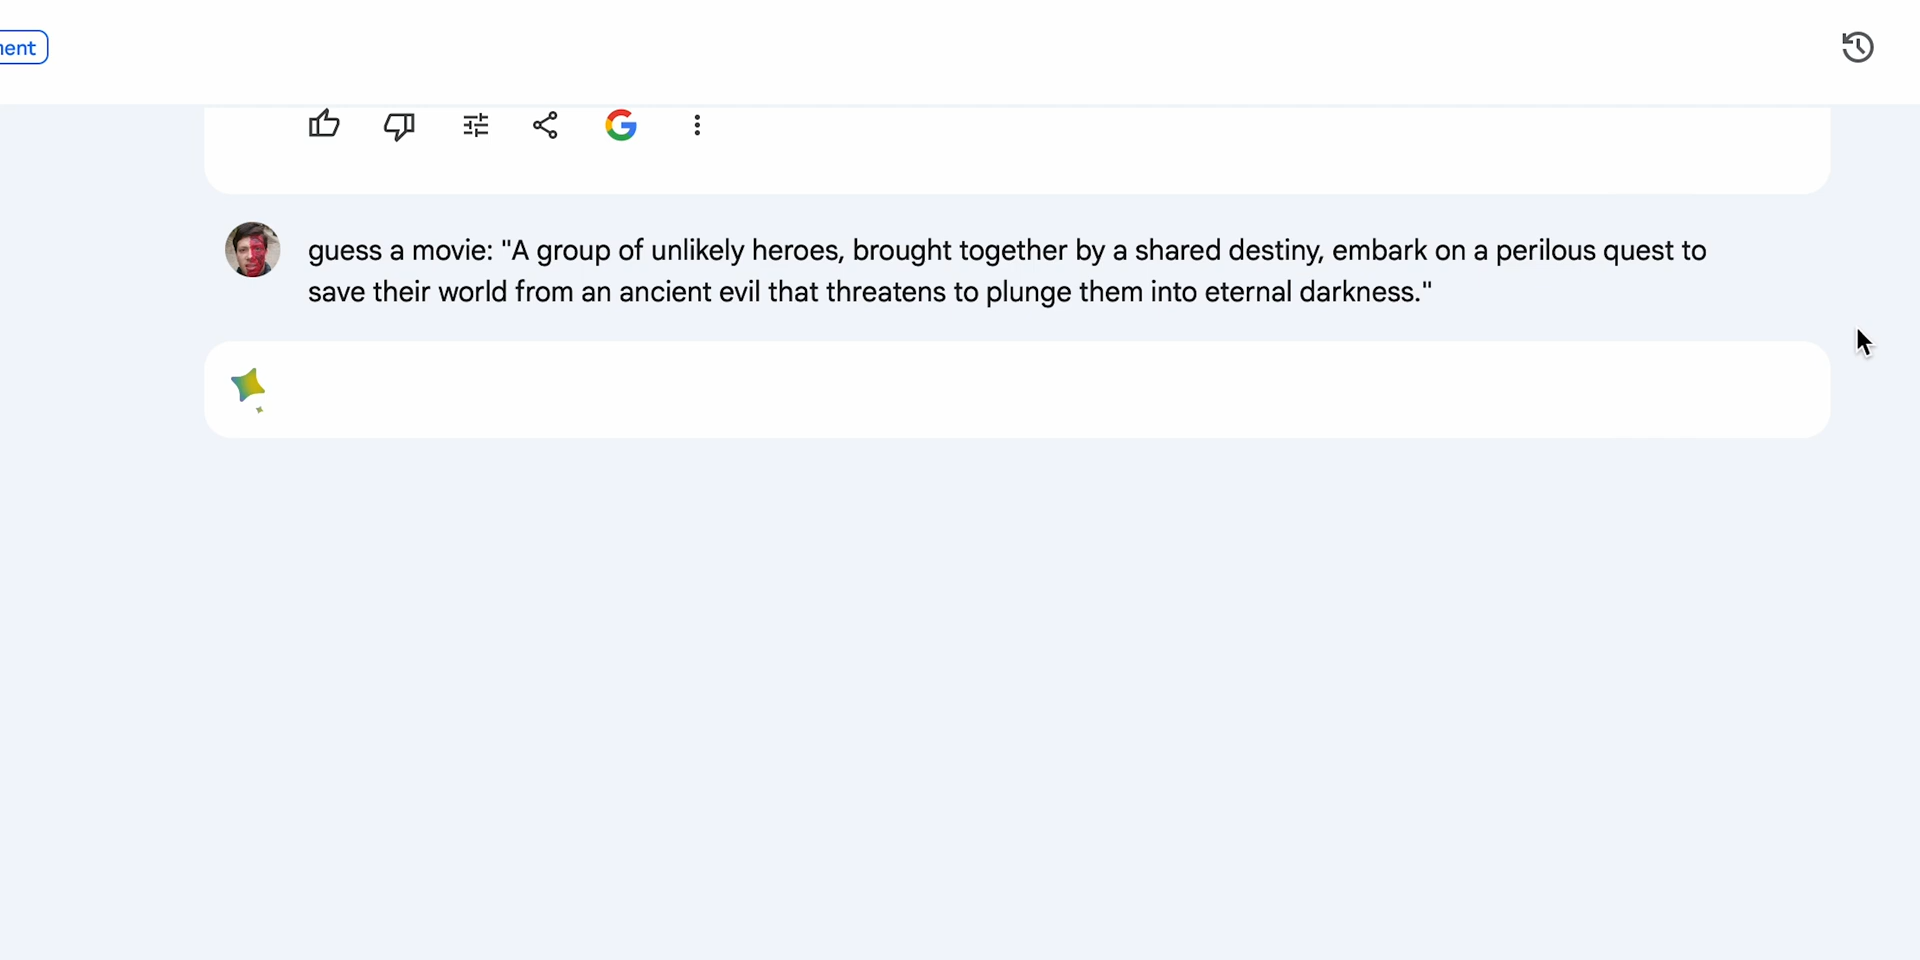 ment
guess a movie: "A group of unlikely heroes, brought together by a shared destiny, embark on a perilous quest to
save their world from an ancient evil that threatens to plunge them into eternal darkness."